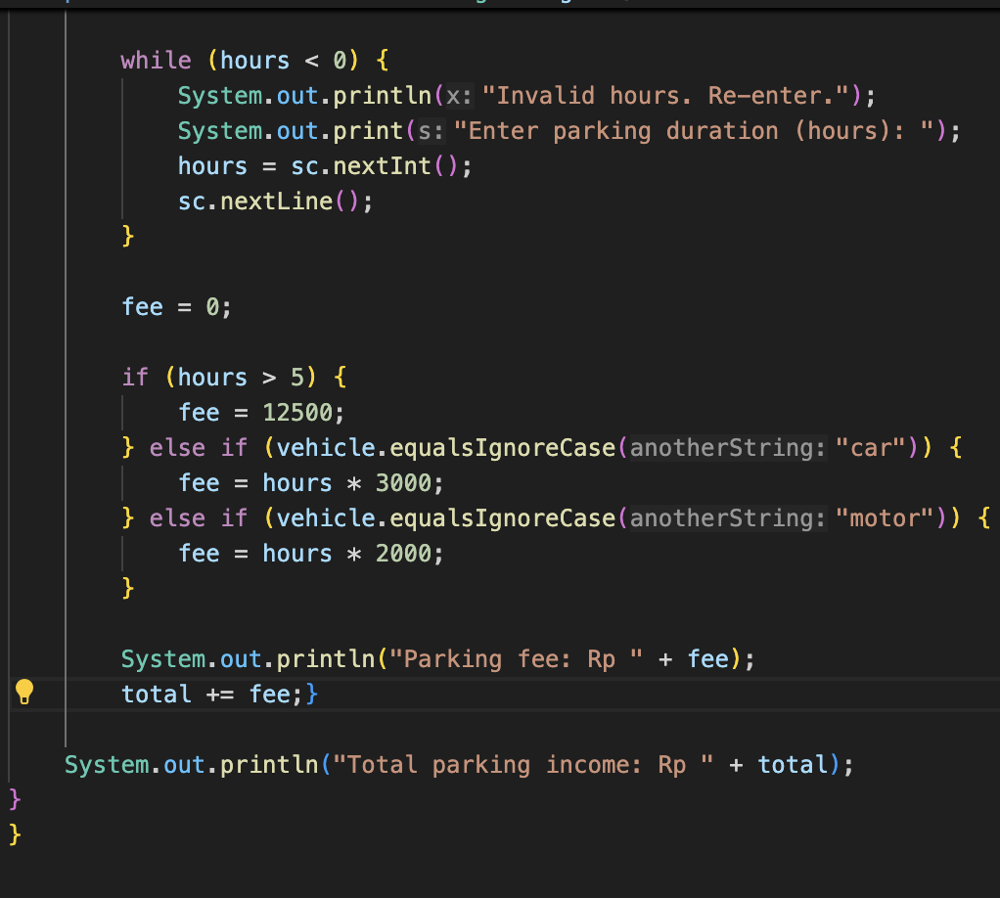 while (hours < 0) {
System.out.println(x: "Invalid hours. Re-enter.");
System.out.print(s: "Enter parking duration (hours): ");
hours = sc.nextInt();
sc.nextLine();
}
fee = 0;
if (hours > 5) {
fee = 12500;
} else if (vehicle.equalsIgnoreCase(anotherString: "car")) {
fee = hours * 3000;
} else if (vehicle.equalsIgnoreCase(anotherString: "motor")) {
fee = hours * 2000;
}
System.out.println("Parking fee: Rp " + fee);
total += fee;}
System.out.println("Total parking income: Rp " + total);
}
}